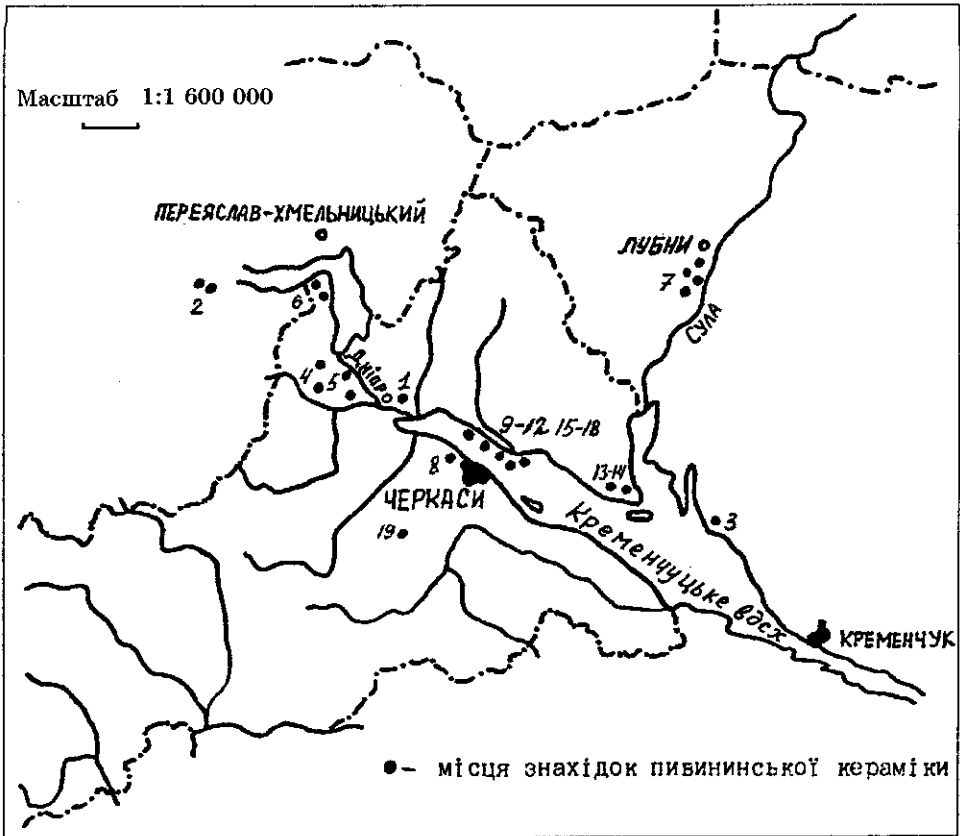 Масштаб 1:1 600 000
ПЕРЕЯСЛАВ-ХМЕЛЬНИЦЬКИЙ
ЛУБНИ
7
2
6
СУЛА
Дніпро
4
5
1
9-12 15-18
8
13-14
ЧЕРКАСИ
3
19
Кременчуцьке вдсх
КРЕМЕНЧУК
- місця знахідок пивининської кераміки